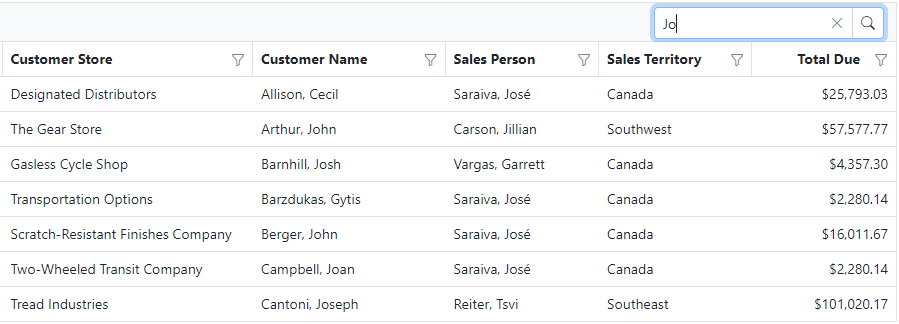 Jo
Customer Store Customer Name Sales Person Sales Territory Total Due
Designated Distributors Allison, Cecil Saraiva, José Canada $25,793.03
The Gear Store Arthur, John Carson, Jillian Southwest $57,577.77
Gasless Cycle Shop Barnhill, Josh Vargas, Garrett Canada $4,357.30
Transportation Options Barzdukas, Gytis Saraiva, José Canada $2,280.14
Scratch-Resistant Finishes Company Berger, John Saraiva, José Canada $16,011.67
Two-Wheeled Transit Company Campbell, Joan Saraiva, José Canada $2,280.14
Tread Industries Cantoni, Joseph Reiter, Tsvi Southeast $101,020.17